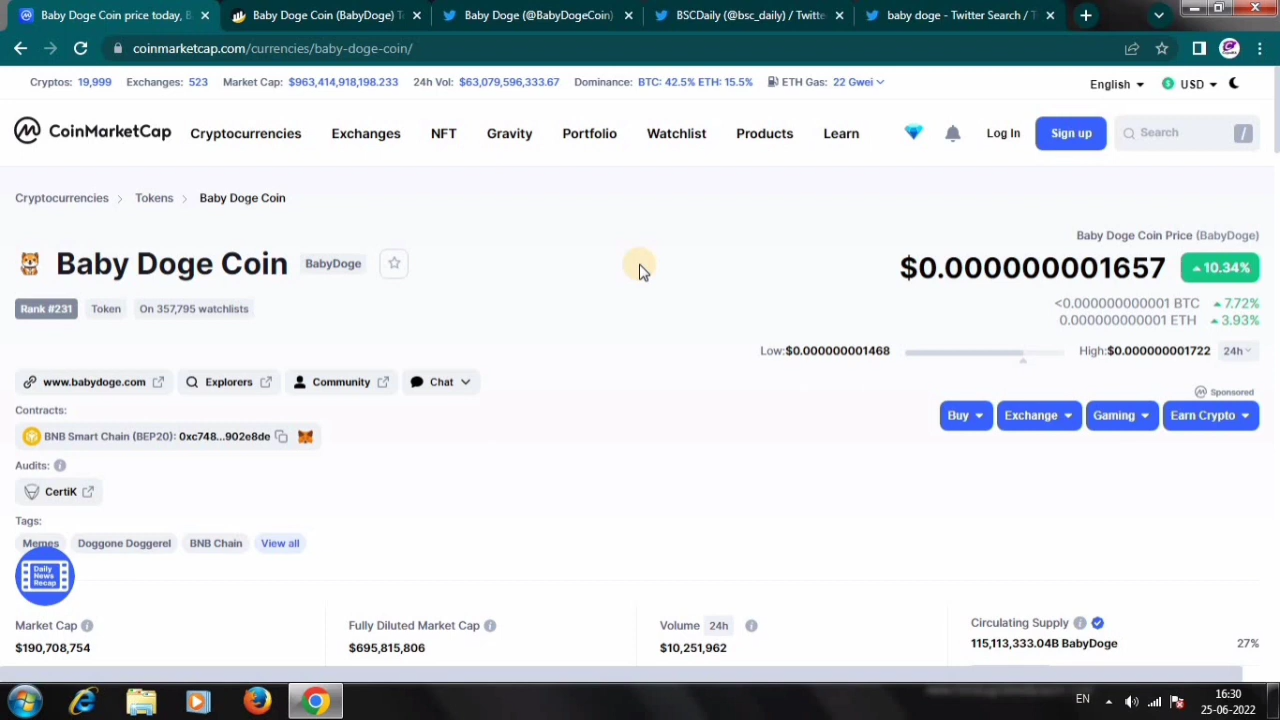 Baby Doge Coin price today, B
Baby Doge Coin (BabyDoge) T
Baby Doge (@BabyDogeCoin)
BSCDaily (@bsc_daily) / Twitte
baby doge - Twitter Search / T
coinmarketcap.com/currencies/baby-doge-coin/
Cryptos: 19,999 Exchanges: 523 Market Cap: $963,414,918,198.233 24h Vol: $63,079,596,333.67 Dominance: BTC: 42.5% ETH: 15.5% ETH Gas: 22 Gwei
English USD
CoinMarketCap Cryptocurrencies Exchanges NFT Gravity Portfolio Watchlist Products Learn Log In Sign up Search /
Cryptocurrencies > Tokens > Baby Doge Coin
Baby Doge Coin Price (BabyDoge)
Baby Doge Coin BabyDoge
$0.000000001657 10.34%
<0.000000000001 BTC 7.72%
Rank #231 Token On 357,795 watchlists
0.000000000001 ETH 3.93%
Low:$0.000000001468 High:$0.000000001722 24h
www.babydoge.com Explorers Community Chat
Sponsored
Contracts:
Buy Exchange Gaming Earn Crypto
BNB Smart Chain (BEP20): 0xc748...902e8de
Audits:
CertiK
Tags:
Memes Doggone Doggerel BNB Chain View all
Daily
News
Recap
Market Cap Fully Diluted Market Cap Volume 24h Circulating Supply
$190,708,754 $695,815,806 $10,251,962 115,113,333.04B BabyDoge 27%
EN
16:30
25-06-2022